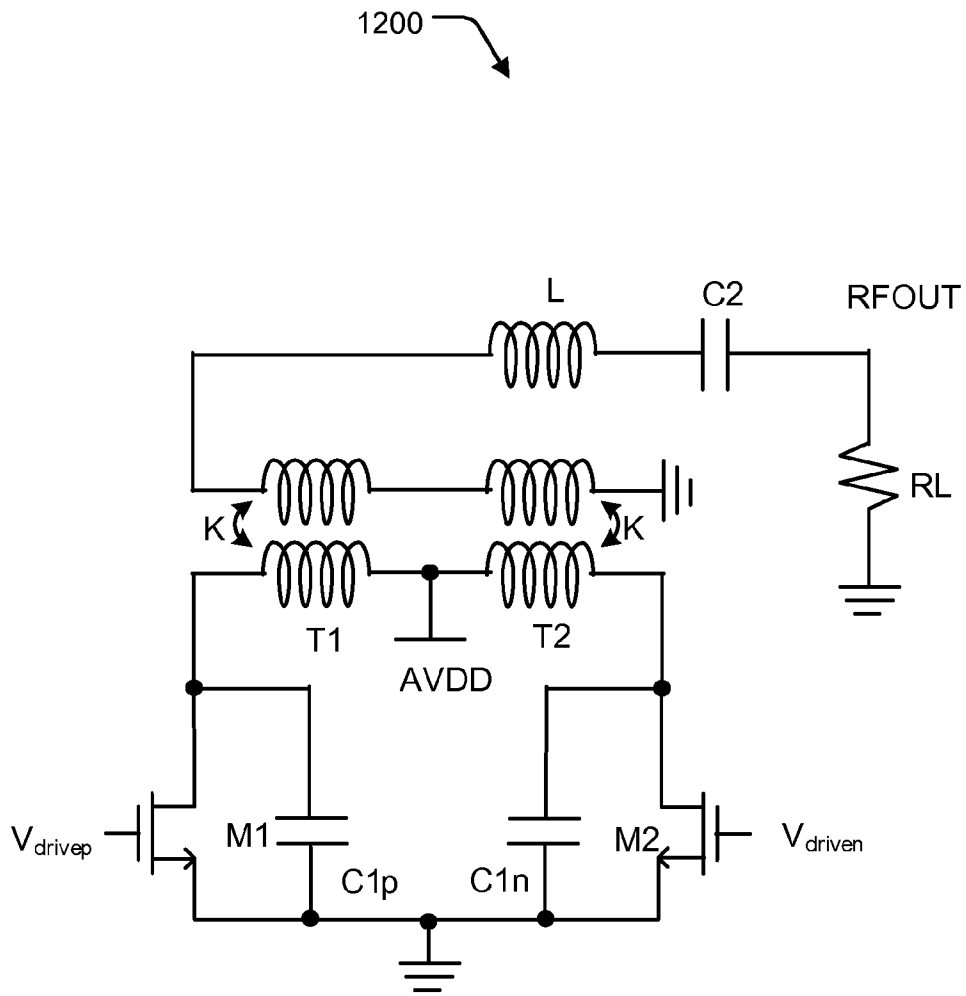 1200
L
C2
RFOUT
K
K
RL
T1
T2
AVDD
Vdrivep
M1
M2
Vdriven
C1p
C1n